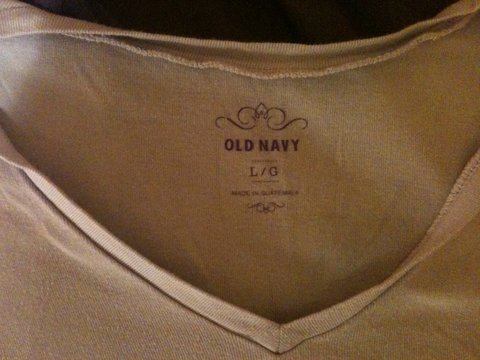 OLD NAVY
L/G
MADE IN GUATEMALA